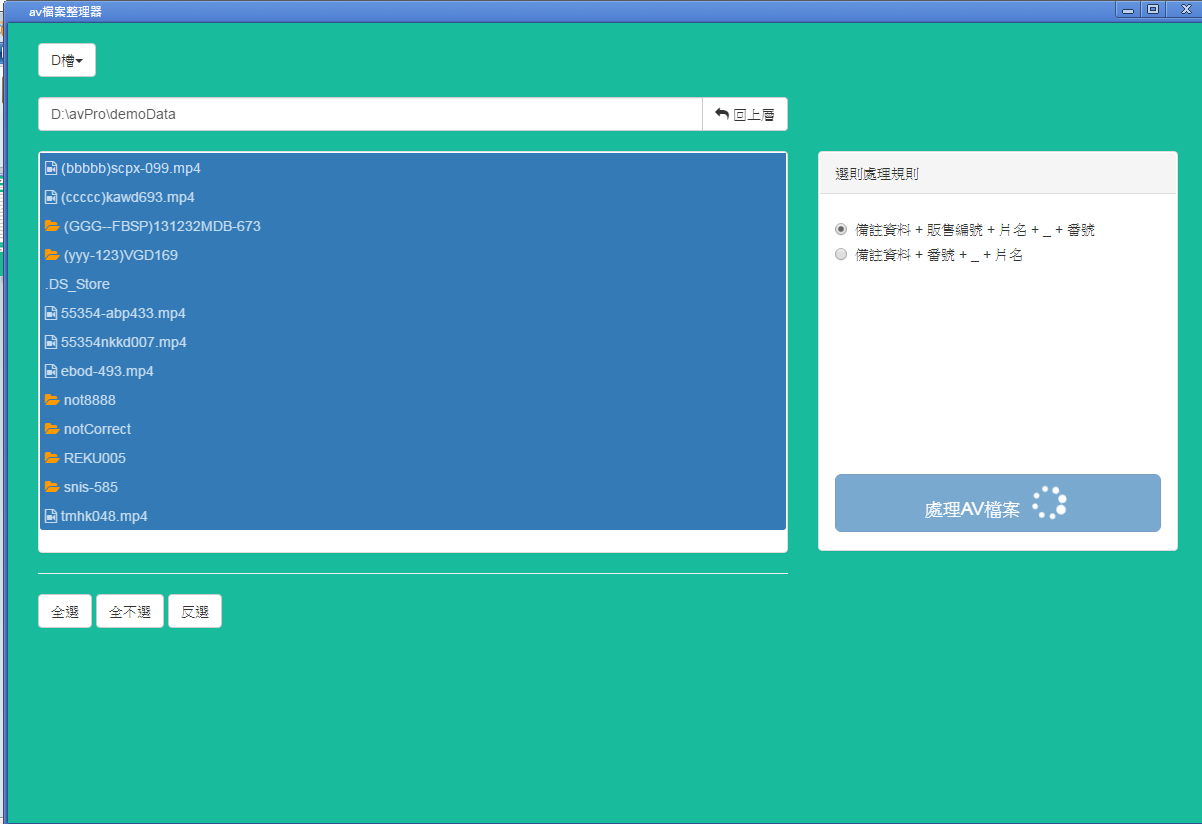 av檔案整理器
D槽
D:\avPro\demoData
回上層
(bbbbb)scpx-099.mp4
(ccccc)kawd693.mp4
(GGG--FBSP)131232MDB-673
(yyy-123)VGD169
.DS_Store
55354-abp433.mp4
55354nkkd007.mp4
ebod-493.mp4
not8888
notCorrect
REKU005
snis-585
tmhk048.mp4
選則處理規則
備註資料 + 販售編號 + 片名 + _ + 番號
備註資料 + 番號 + _ + 片名
處理AV檔案
全選
全不選
反選